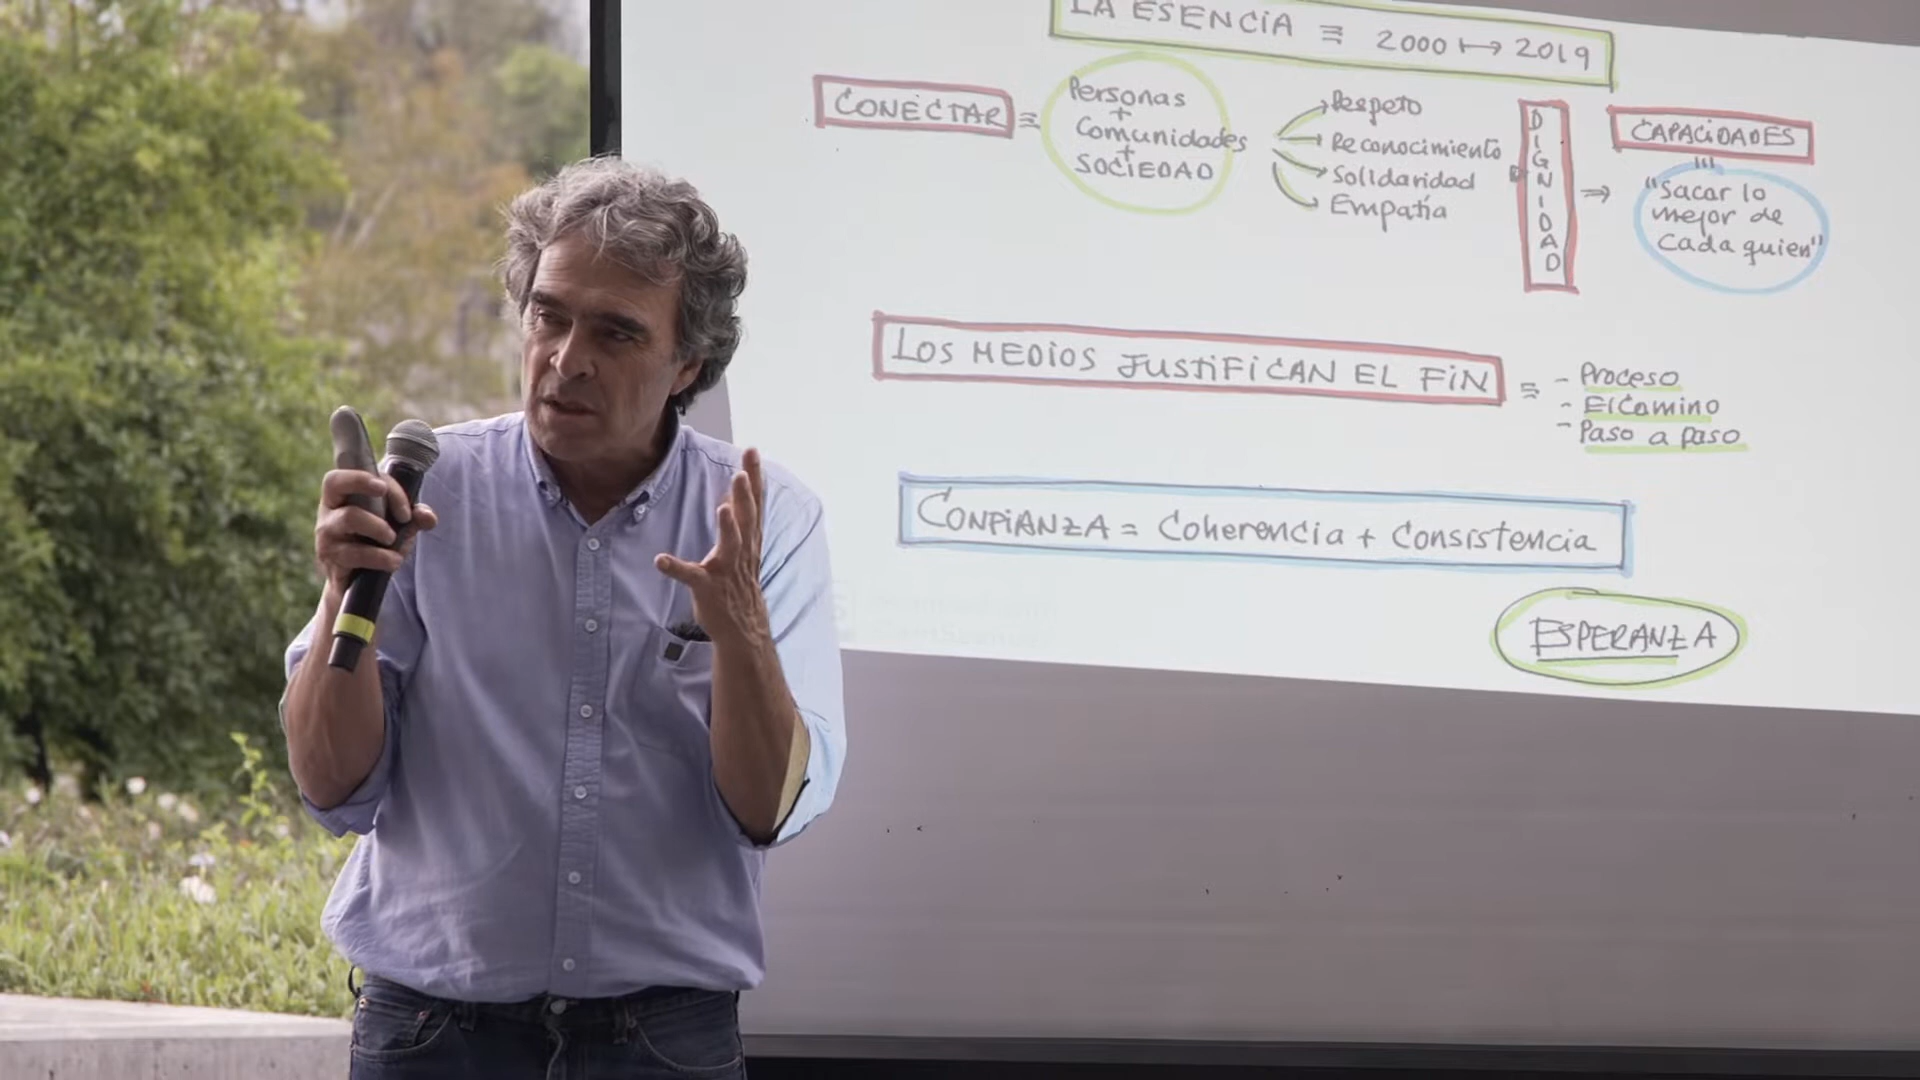 LA ESENCIA ≡ 2000 ↦ 2019
CONECTAR ≡
Personas
+
Comunidades
+
SOCIEDAD
Respeto
Reconocimiento
Solidaridad
Empatía
DIGNIDAD
⇒
CAPACIDADES
"Sacar lo
mejor de
cada quien"
LOS MEDIOS JUSTIFICAN EL FIN ≡
- Proceso
- El Camino
- Paso a paso
CONFIANZA = Coherencia + Consistencia
ESPERANZA